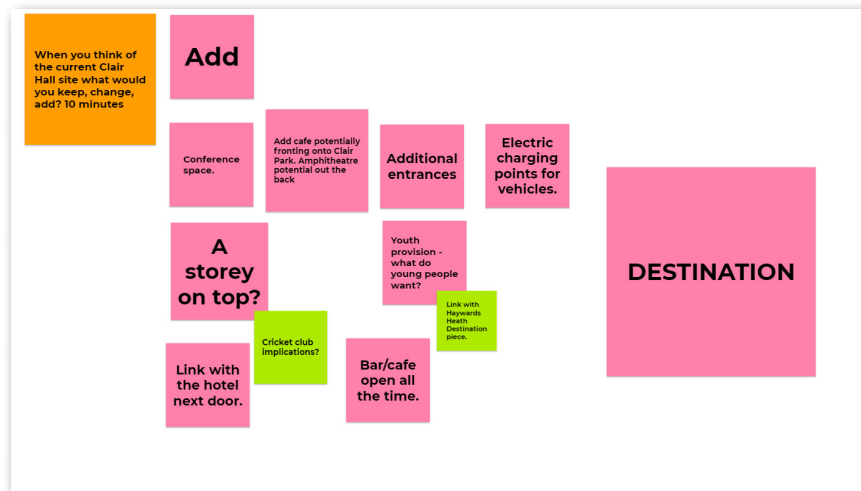 When you think of
the current Clair
Hall site what would
you keep, change,
add? 10 minutes
Add
Conference
space.
Add cafe potentially
fronting onto Clair
Park. Amphitheatre
potential out the
back
Additional
entrances
Electric
charging
points for
vehicles.
A
storey
on top?
Cricket club
implications?
Youth
provision -
what do
young people
want?
Link with
Haywards
Heath
Destination
piece.
DESTINATION
Link with
the hotel
next door.
Bar/cafe
open all
the time.